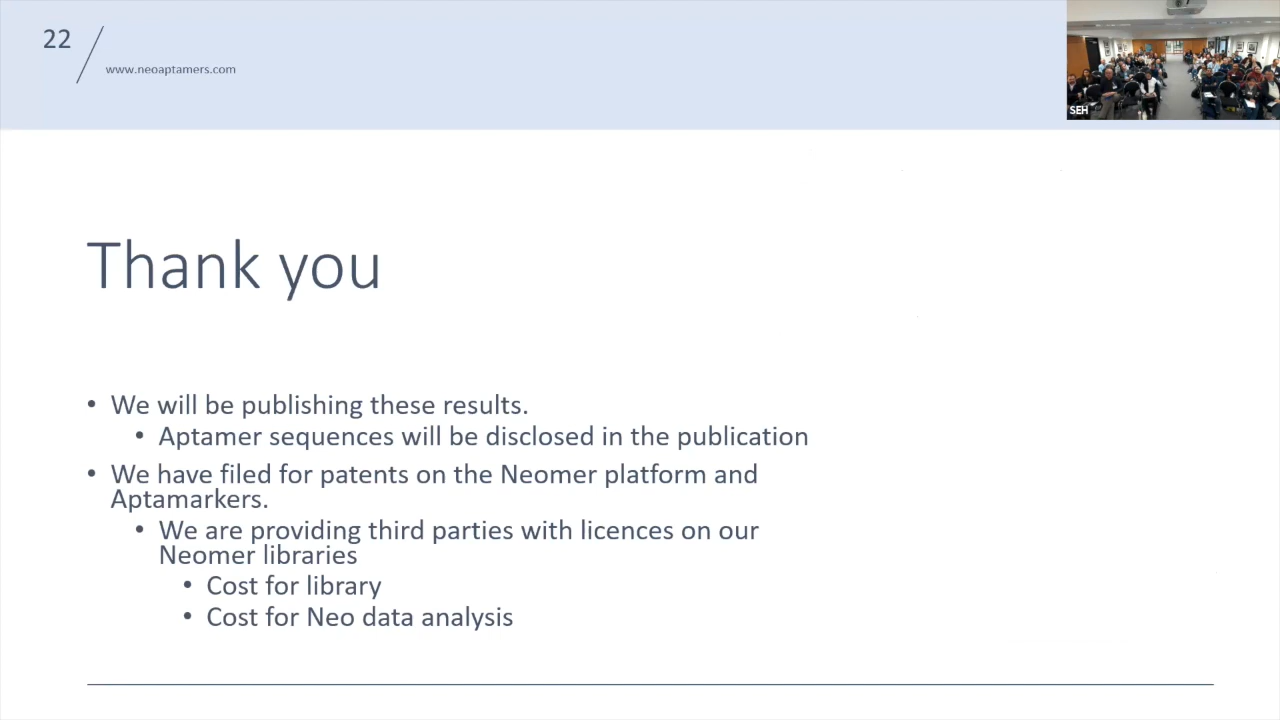 22
www.neoaptamers.com
SEH
Thank you
• We will be publishing these results.
• Aptamer sequences will be disclosed in the publication
• We have filed for patents on the Neomer platform and
Aptamarkers.
• We are providing third parties with licences on our
Neomer libraries
• Cost for library
• Cost for Neo data analysis